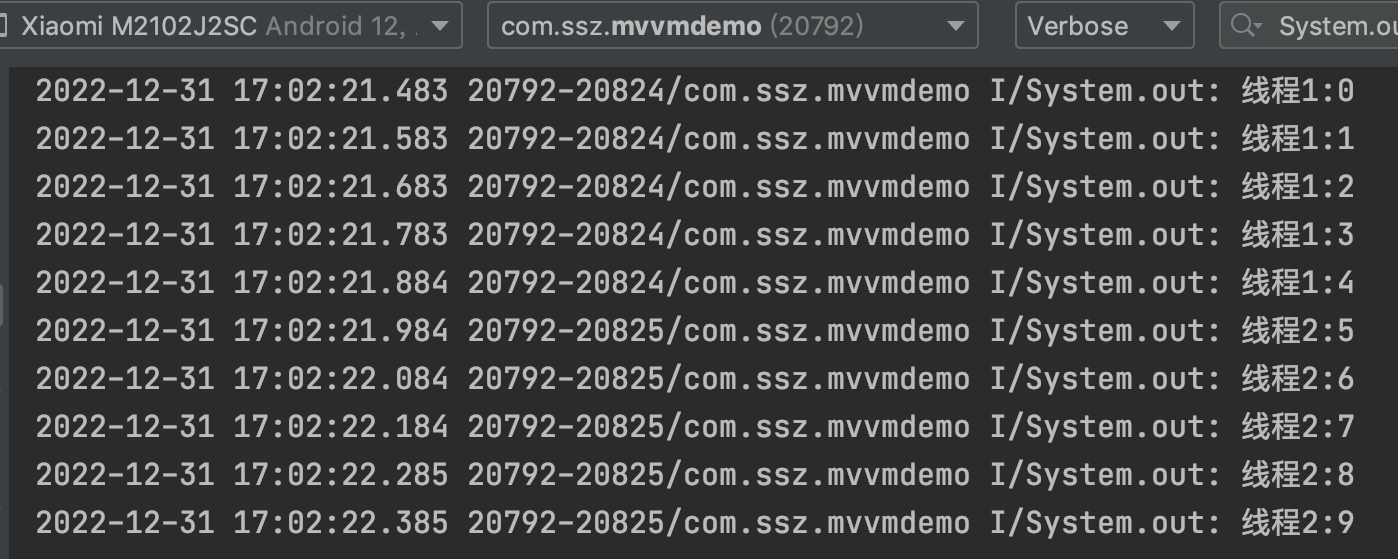 Xiaomi M2102J2SC Android 12, . com.ssz.mvvmdemo (20792) Verbose System.ou
2022-12-31 17:02:21.483 20792-20824/com.ssz.mvvmdemo I/System.out: 线程1:0
2022-12-31 17:02:21.583 20792-20824/com.ssz.mvvmdemo I/System.out: 线程1:1
2022-12-31 17:02:21.683 20792-20824/com.ssz.mvvmdemo I/System.out: 线程1:2
2022-12-31 17:02:21.783 20792-20824/com.ssz.mvvmdemo I/System.out: 线程1:3
2022-12-31 17:02:21.884 20792-20824/com.ssz.mvvmdemo I/System.out: 线程1:4
2022-12-31 17:02:21.984 20792-20825/com.ssz.mvvmdemo I/System.out: 线程2:5
2022-12-31 17:02:22.084 20792-20825/com.ssz.mvvmdemo I/System.out: 线程2:6
2022-12-31 17:02:22.184 20792-20825/com.ssz.mvvmdemo I/System.out: 线程2:7
2022-12-31 17:02:22.285 20792-20825/com.ssz.mvvmdemo I/System.out: 线程2:8
2022-12-31 17:02:22.385 20792-20825/com.ssz.mvvmdemo I/System.out: 线程2:9